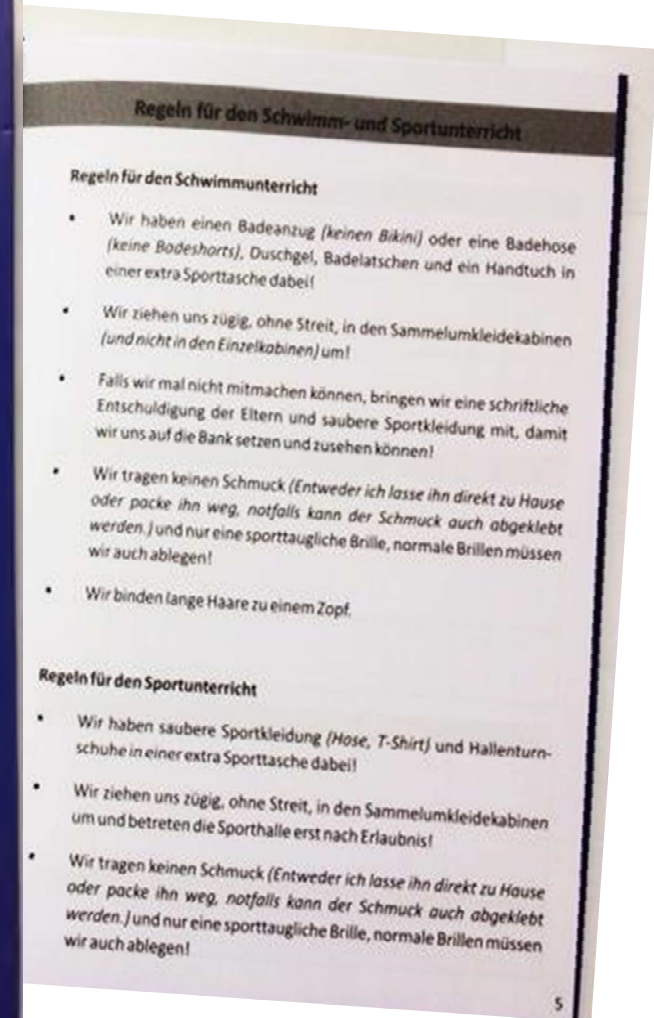 Regeln für den Schwimm- und Sportunterricht
Regeln für den Schwimmunterricht
• Wir haben einen Badeanzug (keinen Bikini) oder eine Badehose
(keine Badeshorts), Duschgel, Badelatschen und ein Handtuch in
einer extra Sporttasche dabei!
• Wir ziehen uns zügig, ohne Streit, in den Sammelumkleidekabinen
(und nicht in den Einzelkabinen) um!
• Falls wir mal nicht mitmachen können, bringen wir eine schriftliche
Entschuldigung der Eltern und saubere Sportkleidung mit, damit
wir uns auf die Bank setzen und zusehen können!
• Wir tragen keinen Schmuck (Entweder ich lasse ihn direkt zu Hause
oder packe ihn weg, notfalls kann der Schmuck auch abgeklebt
werden.) und nur eine sporttaugliche Brille, normale Brillen müssen
wir auch ablegen!
• Wir binden lange Haare zu einem Zopf.
Regeln für den Sportunterricht
• Wir haben saubere Sportkleidung (Hose, T-Shirt) und Hallenturn-
schuhe in einer extra Sporttasche dabei!
• Wir ziehen uns zügig, ohne Streit, in den Sammelumkleidekabinen
um und betreten die Sporthalle erst nach Erlaubnis!
• Wir tragen keinen Schmuck (Entweder ich lasse ihn direkt zu Hause
oder packe ihn weg, notfalls kann der Schmuck auch abgeklebt
werden.) und nur eine sporttaugliche Brille, normale Brillen müssen
wir auch ablegen!
5